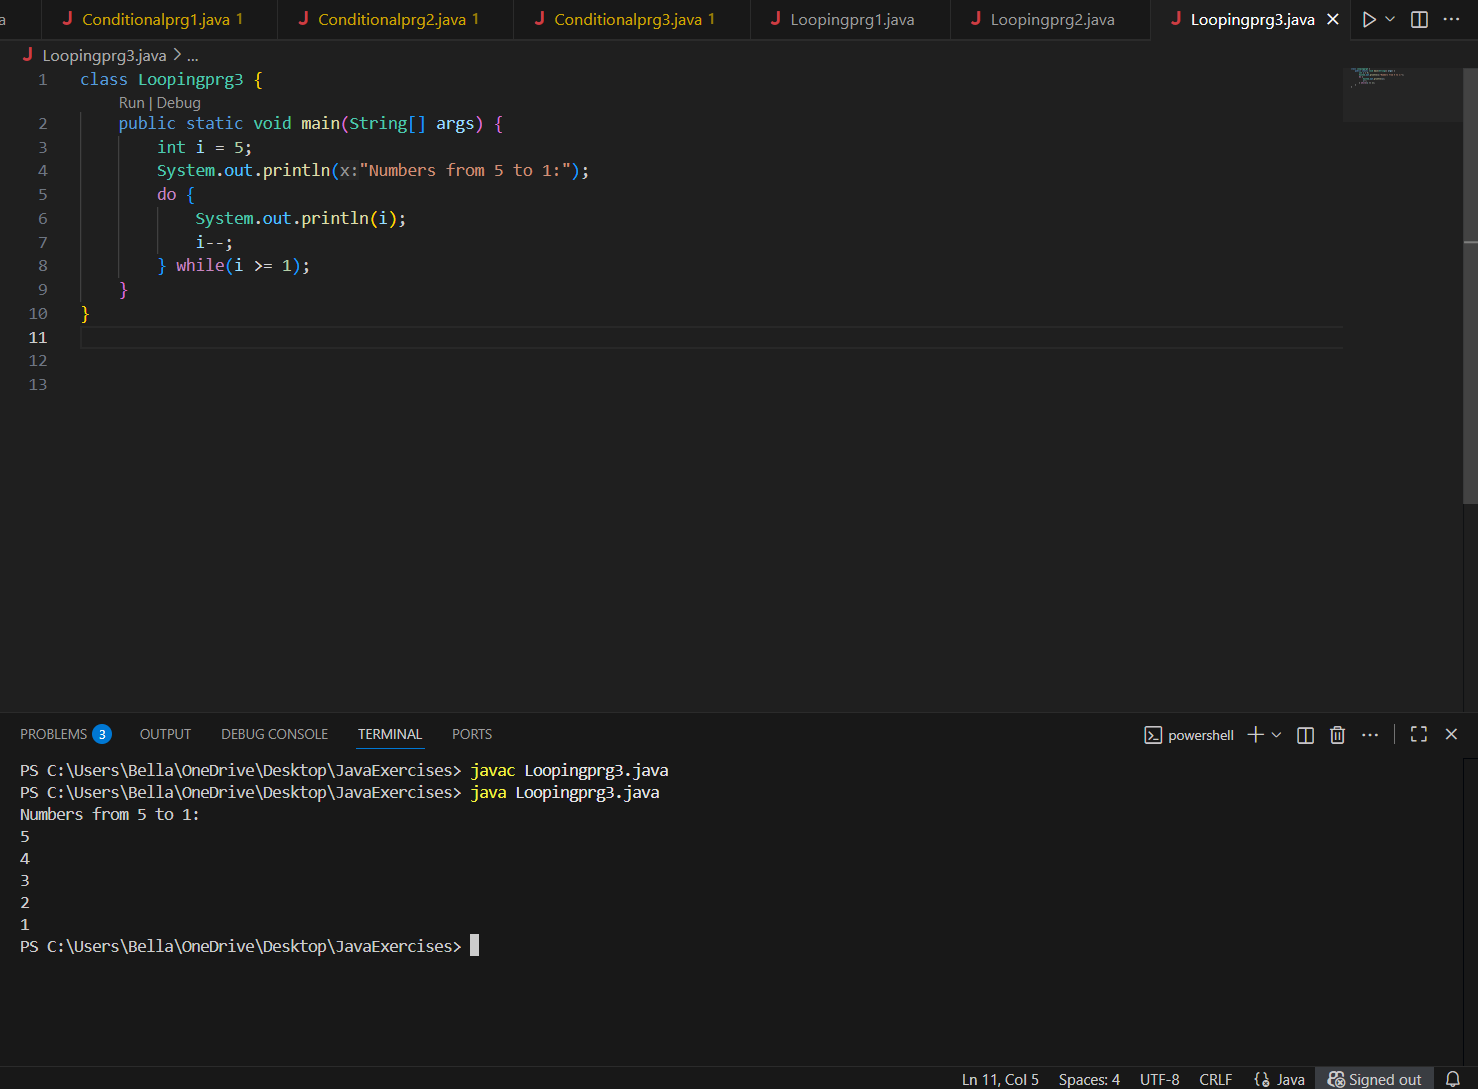 a
J Conditionalprg1.java 1
J Conditionalprg2.java 1
J Conditionalprg3.java 1
J Loopingprg1.java
J Loopingprg2.java
J Loopingprg3.java
J Loopingprg3.java > ...
1 class Loopingprg3 {
Run | Debug
2 public static void main(String[] args) {
3 int i = 5;
4 System.out.println(x:"Numbers from 5 to 1:");
5 do {
6 System.out.println(i);
7 i--;
8 } while(i >= 1);
9 }
10 }
11
12
13
PROBLEMS 3 OUTPUT DEBUG CONSOLE TERMINAL PORTS powershell
PS C:\Users\Bella\OneDrive\Desktop\JavaExercises> javac Loopingprg3.java
PS C:\Users\Bella\OneDrive\Desktop\JavaExercises> java Loopingprg3.java
Numbers from 5 to 1:
5
4
3
2
1
PS C:\Users\Bella\OneDrive\Desktop\JavaExercises>
Ln 11, Col 5 Spaces: 4 UTF-8 CRLF Java Signed out